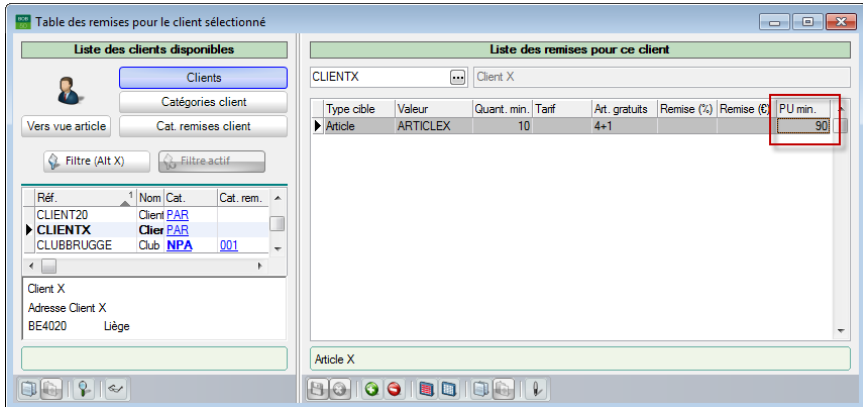 Table des remises pour le client sélectionné
Liste des clients disponibles
Clients
Catégories client
Vers vue article
Cat. remises client
Filtre (Alt X)
Filtre actif
Réf. 1 Nom Cat. Cat. rem.
CLIENT20 Client PAR
CLIENTX Clier PAR
CLUBBRUGGE Club NPA 001
Client X
Adresse Client X
BE4020 Liège
Liste des remises pour ce client
CLIENTX ... Client X
Type cible Valeur Quant. min. Tarif Art. gratuits Remise (%) Remise (€) PU min.
Article ARTICLEX 10 4+1 90
Article X